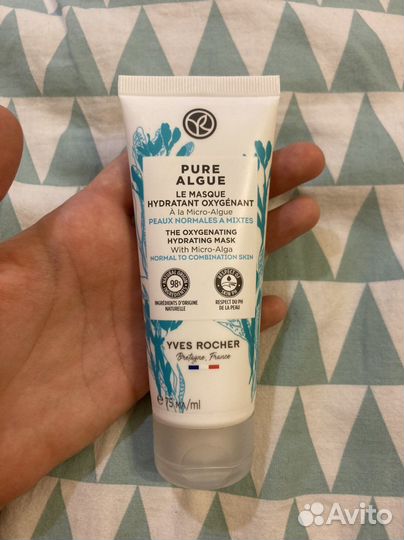 PURE
ALGUE
LE MASQUE
HYDRATANT OXYGÉNANT
À la Micro-Algue
PEAUX NORMALES A MIXTES
THE OXYGENATING
HYDRATING MASK
With Micro-Alga
NORMAL TO COMBINATION SKIN
98%
INGRÉDIENTS D'ORIGINE
NATURELLE
RESPECT DU PH
DE LA PEAU
YVES ROCHER
Bretagne, France
e 75 мл/ml
Avito